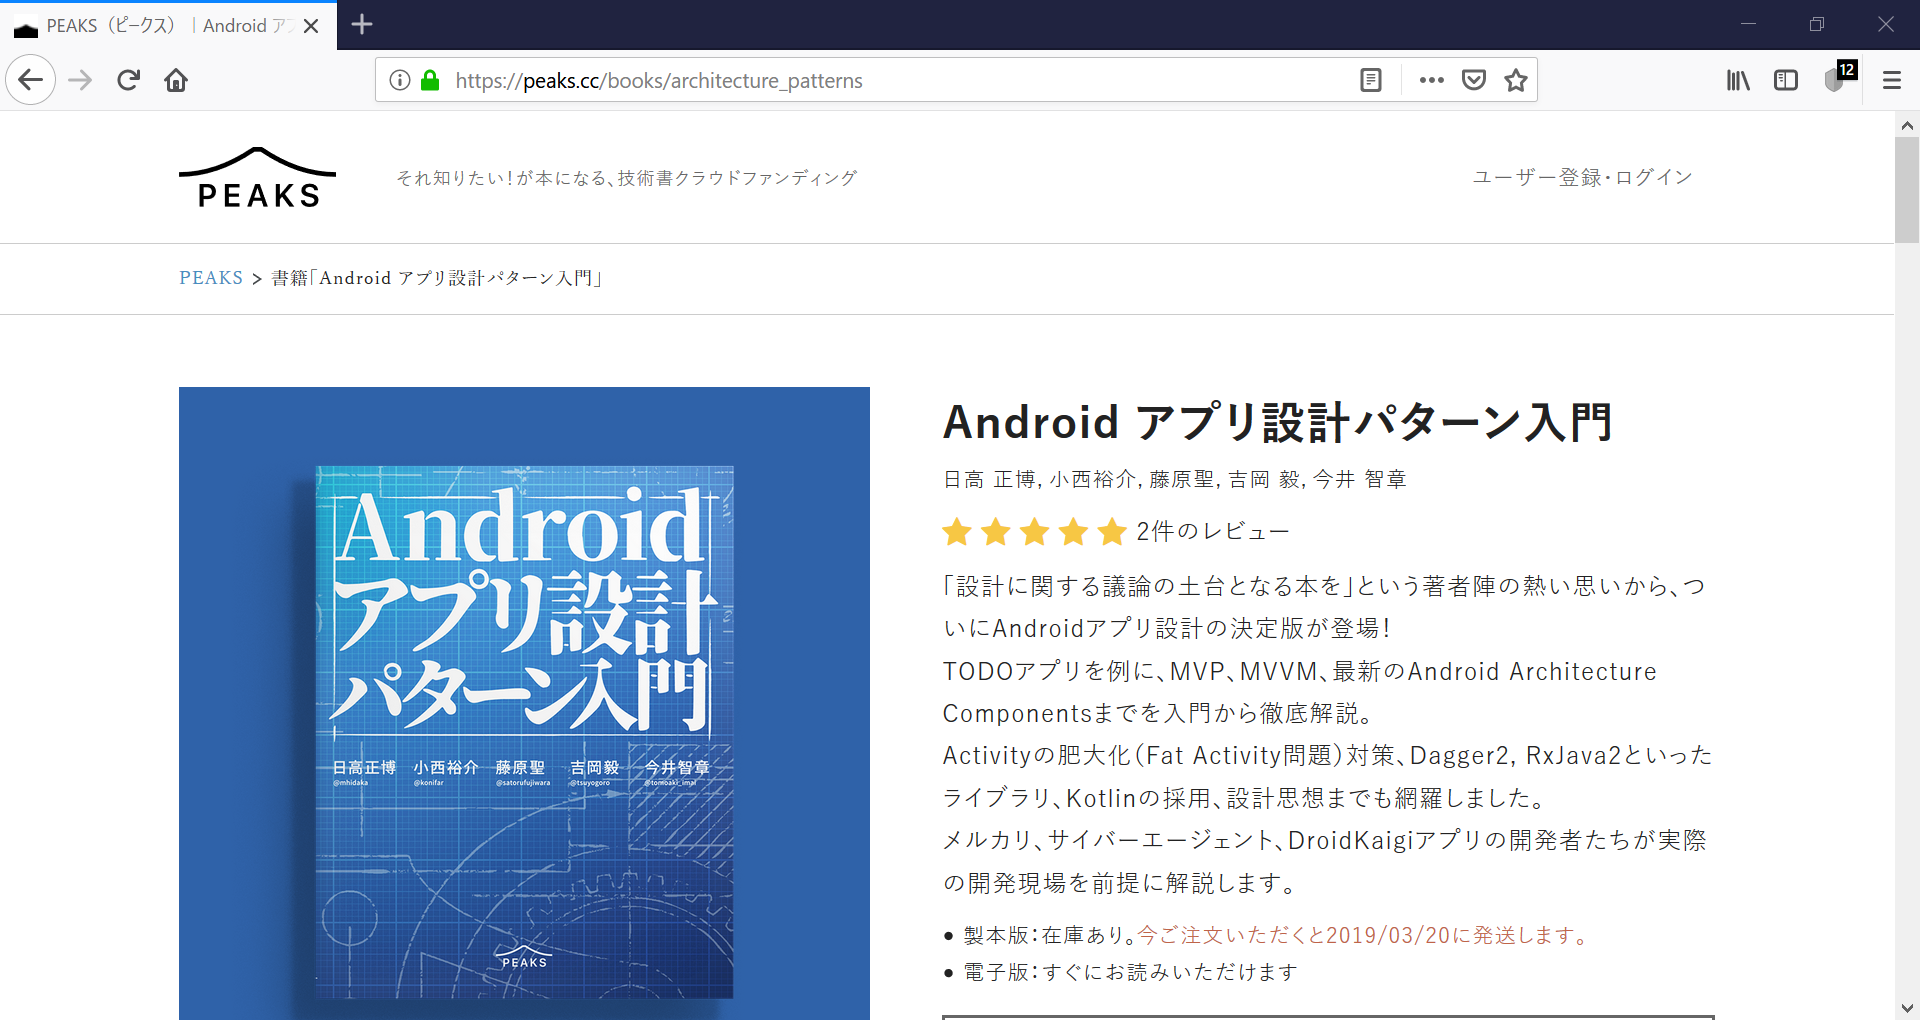 PEAKS（ピークス）｜Android アプ
https://peaks.cc/books/architecture_patterns
12
PEAKS
それ知りたい！が本になる、技術書クラウドファンディング
ユーザー登録・ログイン
PEAKS > 書籍「Android アプリ設計パターン入門」
Android
アプリ設計
パターン入門
日高正博 小西裕介 藤原聖 吉岡毅 今井智章
@mhidaka @konifar @satorufujiwara @tsuyogoro @tomoaki_imai
PEAKS
Android アプリ設計パターン入門
日高 正博, 小西裕介, 藤原聖, 吉岡 毅, 今井 智章
2件のレビュー
「設計に関する議論の土台となる本を」という著者陣の熱い思いから、つ
いにAndroidアプリ設計の決定版が登場！
TODOアプリを例に、MVP、MVVM、最新のAndroid Architecture
Componentsまでを入門から徹底解説。
Activityの肥大化（Fat Activity問題）対策、Dagger2, RxJava2といった
ライブラリ、Kotlinの採用、設計思想までも網羅しました。
メルカリ、サイバーエージェント、DroidKaigiアプリの開発者たちが実際
の開発現場を前提に解説します。
• 製本版：在庫あり。今ご注文いただくと2019/03/20に発送します。
• 電子版：すぐにお読みいただけます